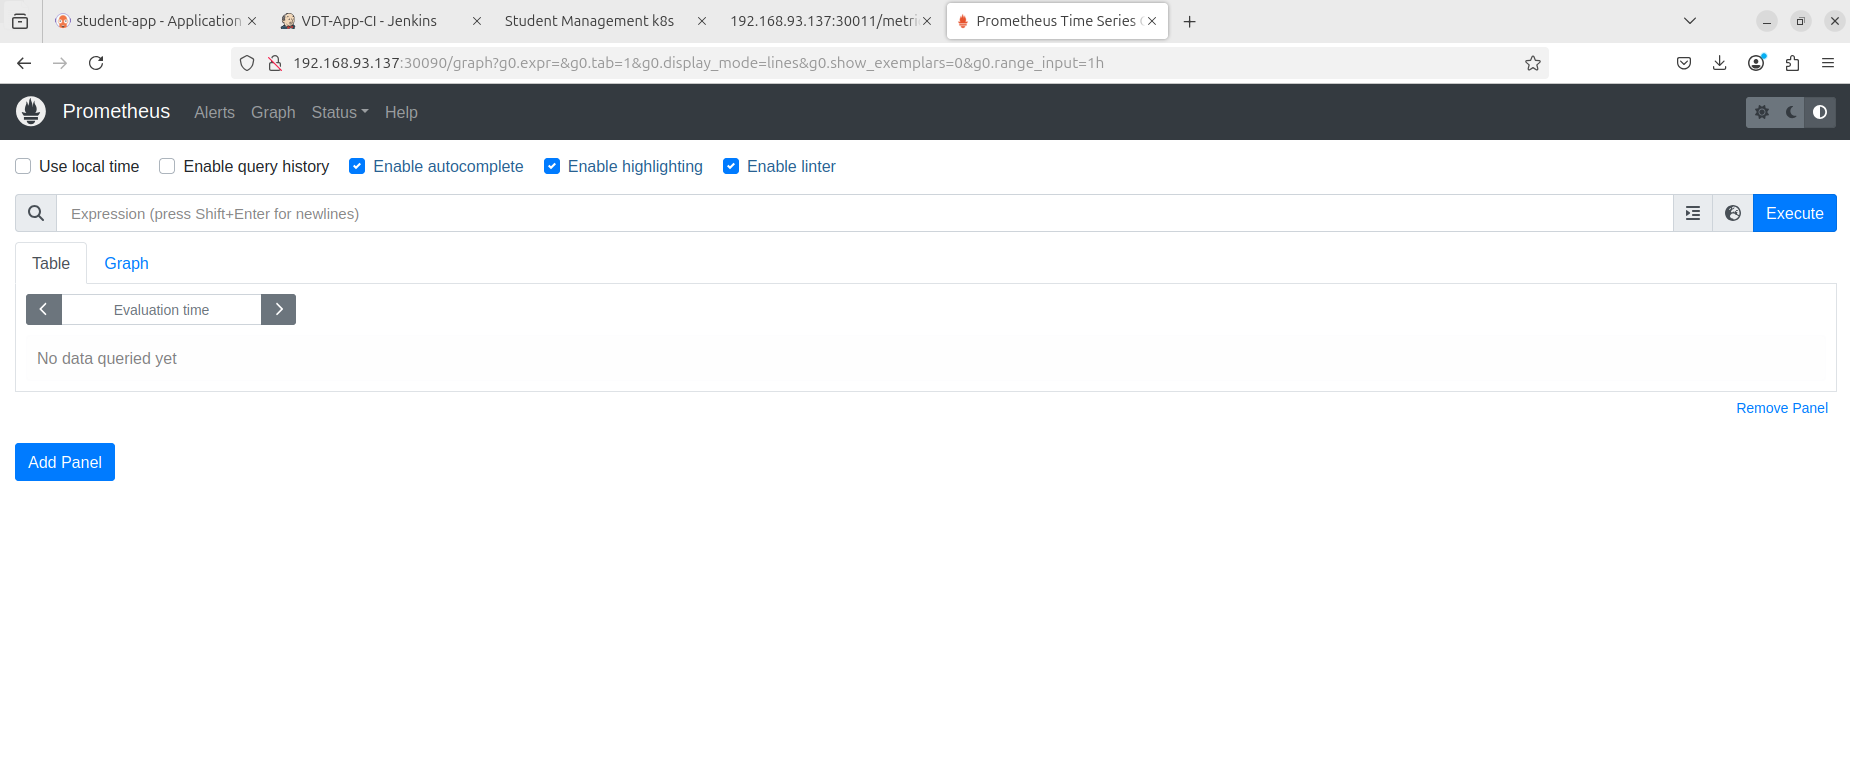 student-app - Application
VDT-App-CI - Jenkins
Student Management k8s
192.168.93.137:30011/metri
Prometheus Time Series
192.168.93.137:30090/graph?g0.expr=&g0.tab=1&g0.display_mode=lines&g0.show_exemplars=0&g0.range_input=1h
Prometheus Alerts Graph Status Help
Use local time Enable query history Enable autocomplete Enable highlighting Enable linter
Expression (press Shift+Enter for newlines) Execute
Table Graph
Evaluation time
No data queried yet
Remove Panel
Add Panel